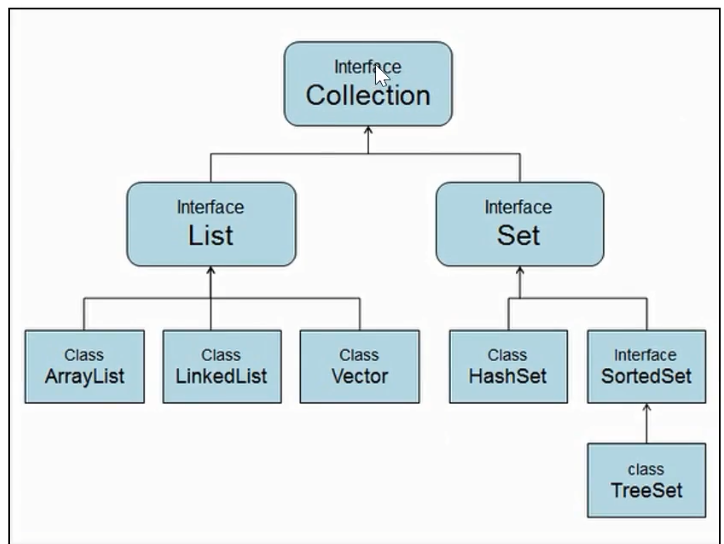 Interface
Collection
Interface
List
Interface
Set
Class
ArrayList
Class
LinkedList
Class
Vector
Class
HashSet
Interface
SortedSet
class
TreeSet